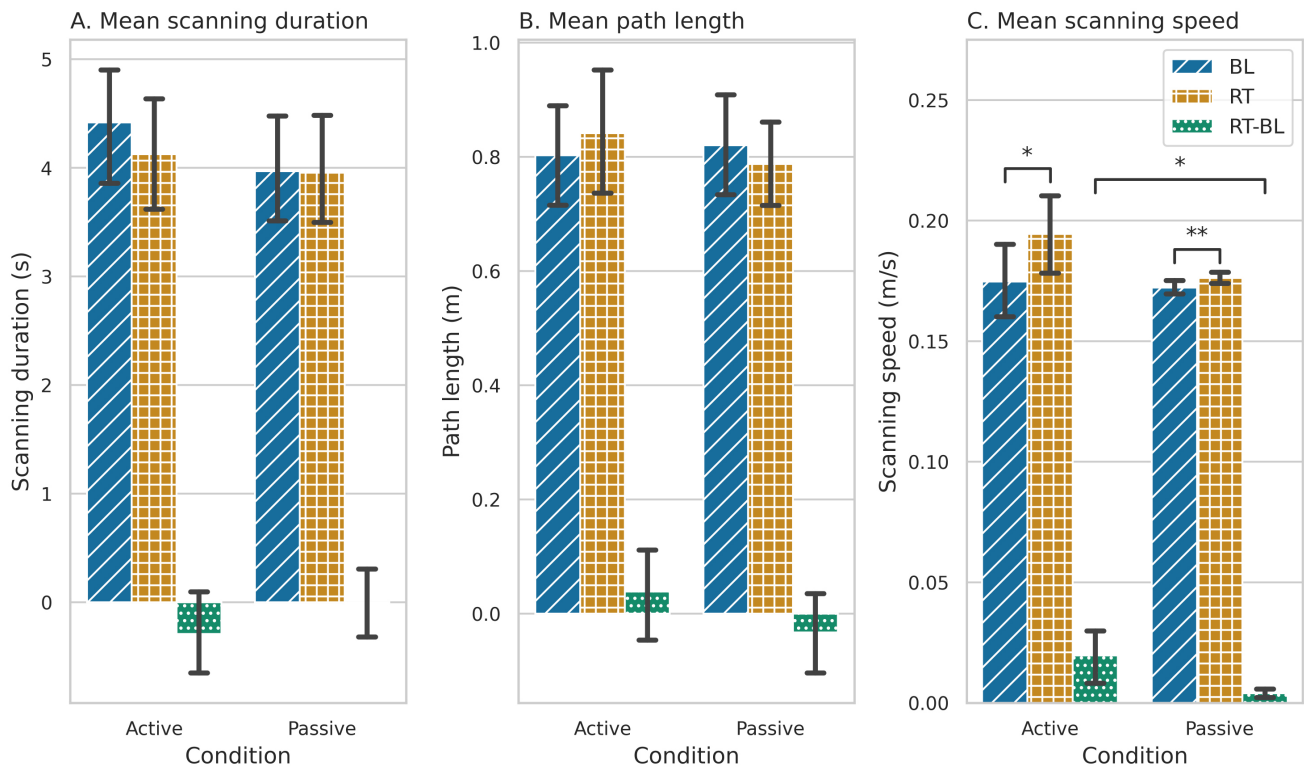 A. Mean scanning duration
Scanning duration (s)
5
4
3
2
1
0
Active
Passive
Condition
B. Mean path length
Path length (m)
1.0
0.8
0.6
0.4
0.2
0.0
Active
Passive
Condition
C. Mean scanning speed
Scanning speed (m/s)
0.25
0.20
0.15
0.10
0.05
0.00
BL
RT
RT-BL
*
*
**
Active
Passive
Condition